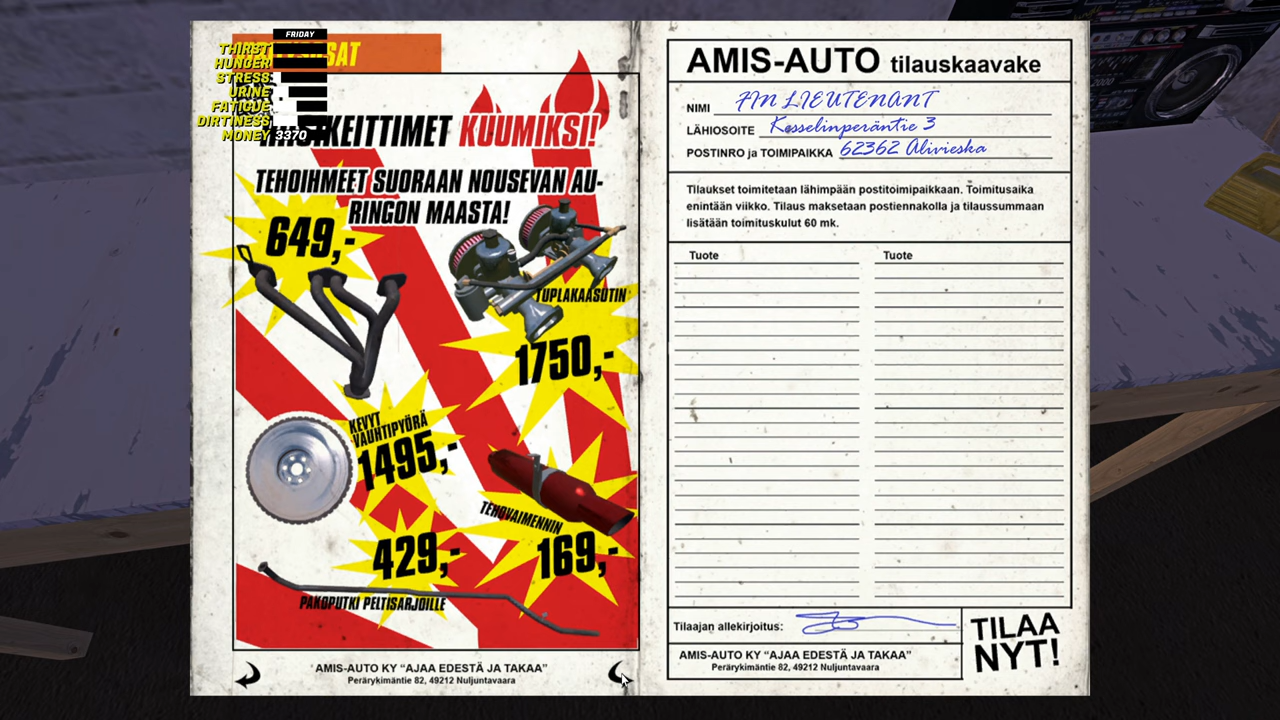 FRIDAY
THIRST
HUNGER
STRESS
URINE
FATIGUE
DIRTINESS
MONEY 3370
KUUMIKSI!
TEHOIHMEET SUORAAN NOUSEVAN AU-
RINGON MAASTA!
649,-
TUPLAKAASUTIN
1750,-
KEVYT
VAUHTIPYÖRÄ
1495,-
TEHOVAIMENNIN
169,-
429,-
PAKOPUTKI PELTISARJOILLE
AMIS-AUTO KY “AJAA EDESTÄ JA TAKAA”
Perärykimäntie 82, 49212 Nuljuntavaara
AMIS-AUTO tilauskaavake
NIMI FIN LIEUTENANT
LÄHIOSOITE Kesselinperäntie 3
POSTINRO ja TOIMIPAIKKA 62362 Alivieska
Tilaukset toimitetaan lähimpään postitoimipaikkaan. Toimitusaika
enintään viikko. Tilaus maksetaan postiennakolla ja tilaussummaan
lisätään toimituskulut 60 mk.
Tuote Tuote
Tilaajan allekirjoitus:
AMIS-AUTO KY “AJAA EDESTÄ JA TAKAA”
Perärykimäntie 82, 49212 Nuljuntavaara
TILAA
NYT!